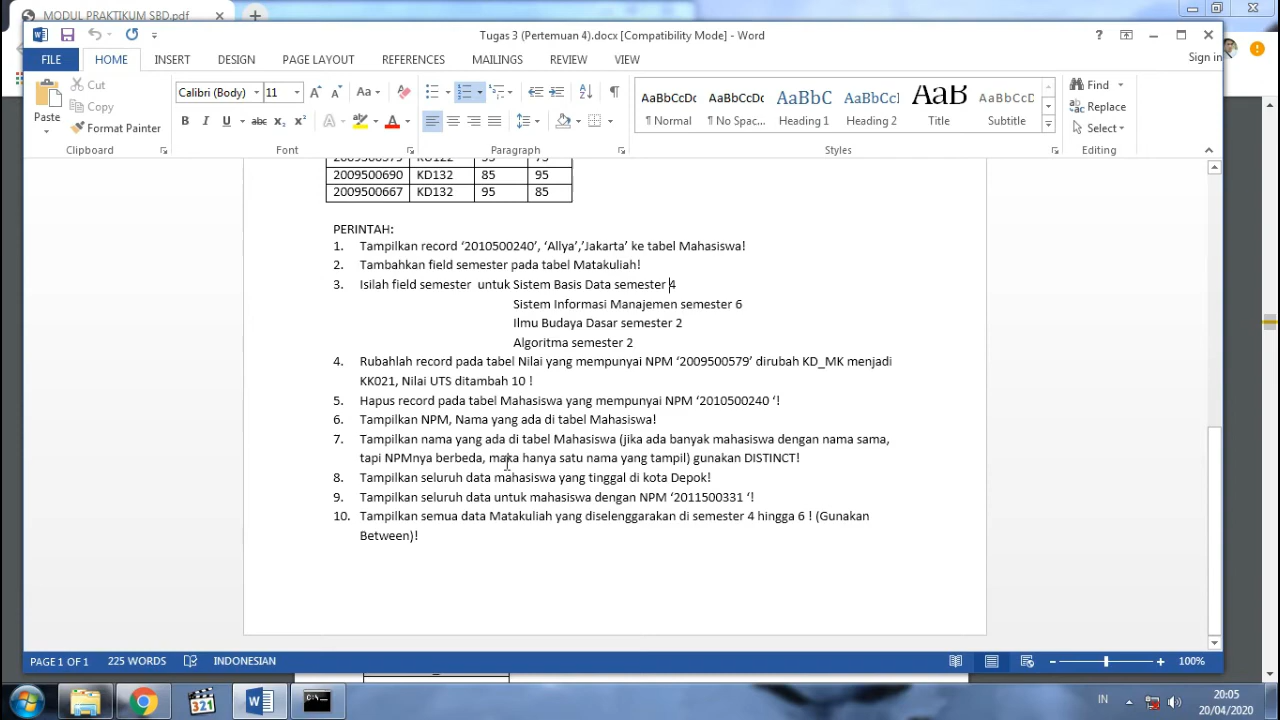 MODUL PRAKTIKUM SBD.pdf
Tugas 3 (Pertemuan 4).docx [Compatibility Mode] - Word
FILE HOME INSERT DESIGN PAGE LAYOUT REFERENCES MAILINGS REVIEW VIEW Sign in
Paste
Cut
Copy
Format Painter
Clipboard
Calibri (Body) 11
Font
Paragraph
AaBbCcDc AaBbCcDc AaBbC AaBbCc AaB AaBbCcD
¶ Normal ¶ No Spac... Heading 1 Heading 2 Title Subtitle
Styles
Find
Replace
Select
Editing
2009500690 KD132 85 95
2009500667 KD132 95 85
PERINTAH:
1. Tampilkan record ‘2010500240’, ‘Allya’,’Jakarta’ ke tabel Mahasiswa!
2. Tambahkan field semester pada tabel Matakuliah!
3. Isilah field semester untuk Sistem Basis Data semester 4
Sistem Informasi Manajemen semester 6
Ilmu Budaya Dasar semester 2
Algoritma semester 2
4. Rubahlah record pada tabel Nilai yang mempunyai NPM ‘2009500579’ dirubah KD_MK menjadi
KK021, Nilai UTS ditambah 10 !
5. Hapus record pada tabel Mahasiswa yang mempunyai NPM ‘2010500240 ‘!
6. Tampilkan NPM, Nama yang ada di tabel Mahasiswa!
7. Tampilkan nama yang ada di tabel Mahasiswa (jika ada banyak mahasiswa dengan nama sama,
tapi NPMnya berbeda, maka hanya satu nama yang tampil) gunakan DISTINCT!
8. Tampilkan seluruh data mahasiswa yang tinggal di kota Depok!
9. Tampilkan seluruh data untuk mahasiswa dengan NPM ‘2011500331 ‘!
10. Tampilkan semua data Matakuliah yang diselenggarakan di semester 4 hingga 6 ! (Gunakan
Between)!
PAGE 1 OF 1 225 WORDS INDONESIAN 100%
321
IN
20:05
20/04/2020